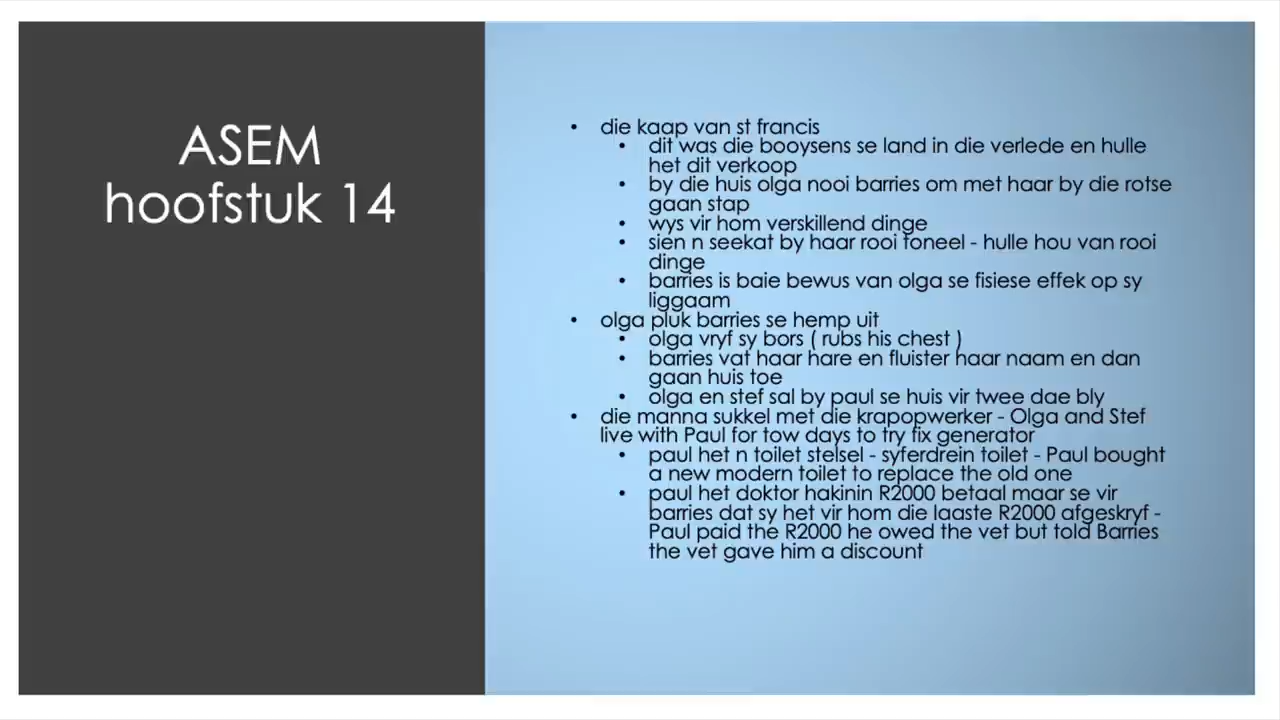 ASEM
hoofstuk 14
• die kaap van st francis
• dit was die booysens se land in die verlede en hulle
het dit verkoop
• by die huis olga nooi barries om met haar by die rotse
gaan stap
• wys vir hom verskillend dinge
• sien n seekat by haar rooi toneel - hulle hou van rooi
dinge
• barries is baie bewus van olga se fisiese effek op sy
liggaam
• olga pluk barries se hemp uit
• olga vryf sy bors ( rubs his chest )
• barries vat haar hare en fluister haar naam en dan
gaan huis toe
• olga en stef sal by paul se huis vir twee dae bly
• die manna sukkel met die krapopwerker - Olga and Stef
live with Paul for tow days to try fix generator
• paul het n toilet stelsel - syferdrein toilet - Paul bought
a new modern toilet to replace the old one
• paul het doktor hakinin R2000 betaal maar se vir
barries dat sy het vir hom die laaste R2000 afgeskryf -
Paul paid the R2000 he owed the vet but told Barries
the vet gave him a discount